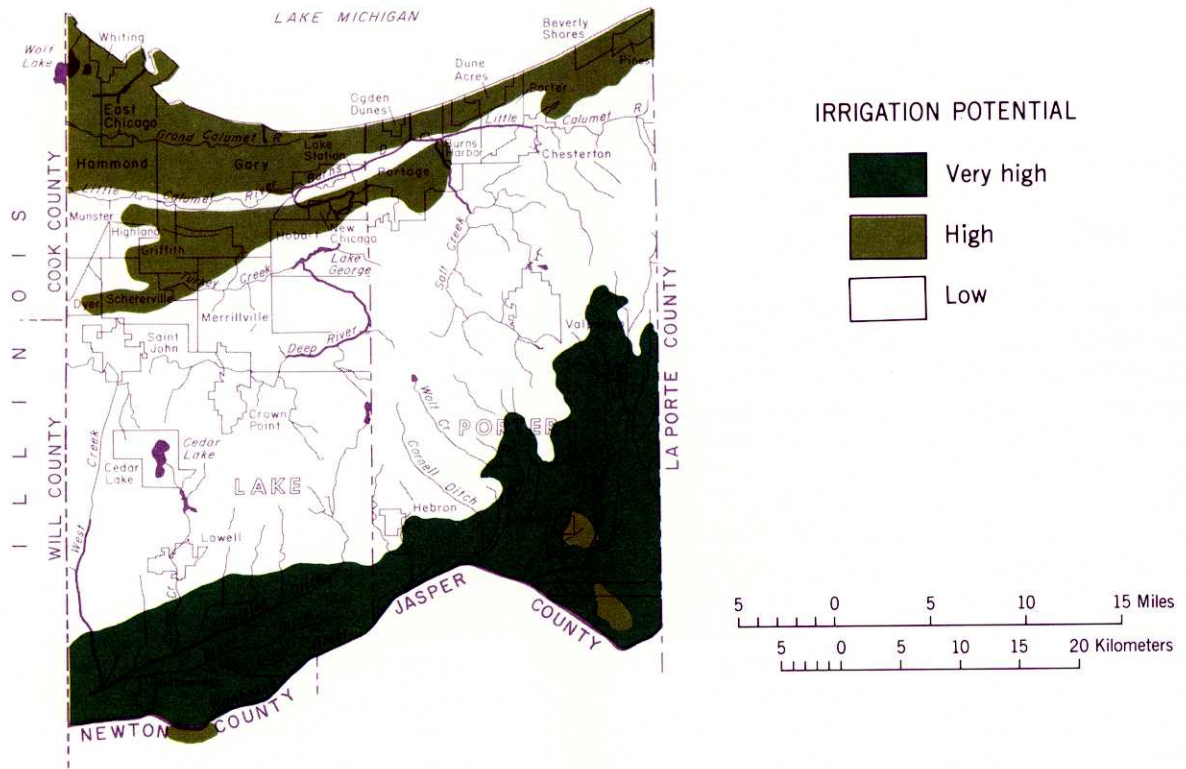 LAKE MICHIGAN
Beverly
Shores
Whiting
Wolf
Lake
Pines
Dune
Acres
Porter
East
Chicago
Ogden
Dunes
Little Calumet R
Grand Calumet R
Lake
Station
Burns
Harbor
Hammond
Gary
Burns
Portage
Chesterton
Little Calumet River
Munster
Highland
Hobart
New
Chicago
Griffith
Salt Creek
Lake
George
Turkey Creek
Dyer
Schererville
Merrillville
Saint
John
Deep River
Crown
Point
Wolf Cr
PORTER
Cornell Ditch
Cedar
Lake
Cedar
Lake
LAKE
Hebron
Lowell
West Creek
ILLINOIS
COOK COUNTY
WILL COUNTY
LA PORTE COUNTY
JASPER COUNTY
NEWTON COUNTY
IRRIGATION POTENTIAL
Very high
High
Low
5 0 5 10 15 Miles
5 0 5 10 15 20 Kilometers